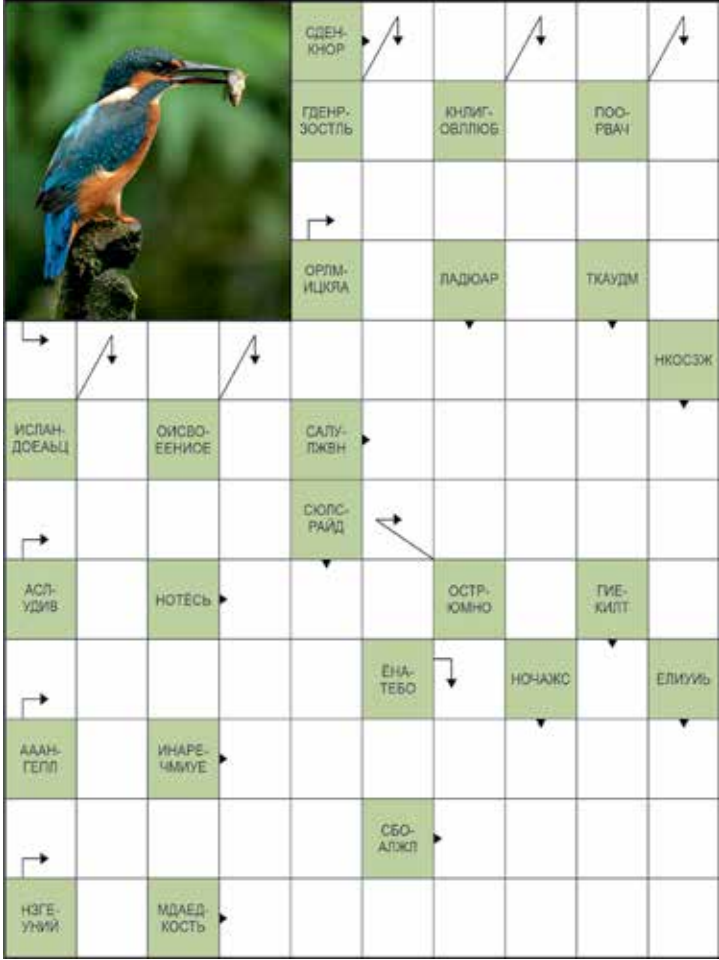 СДЕН-
КНОР
ГДЕНР-
ЗОСТЛЬ
КНЛИГ-
ОВЛЛЮБ
ПОО-
РВАЧ
ОРЛМ-
ИЦКЯА
ЛАДЮАР
ТКАУДМ
НКОСЗЖ
ИСЛАН-
ДОЕАЬЦ
ОИСВО-
ЕЕНИОЕ
САЛУ-
ЛЖВН
СЮЛС-
РАЙД
АСЛ-
УДИВ
НОТЁСЬ
ОСТР-
ЮМНО
ГИЕ-
КИЛТ
ЁНА-
ТЕБО
НОЧАЖС
ЕЛИУИЬ
АААН-
ГЕПЛ
ИНАРЕ-
ЧМИУЕ
СБО-
АЛЖЛ
НЗГЕ-
УНИЙ
МДАЕД-
КОСТЬ